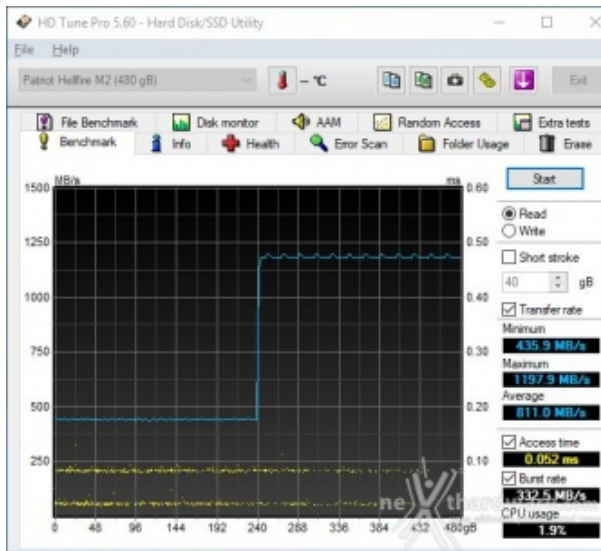 HD Tune Pro 5.60 - Hard Disk/SSD Utility
File Help
Patriot Hellfire M2 (480 gB)
– °C
Exit
File Benchmark
Disk monitor
AAM
Random Access
Extra tests
Benchmark
Info
Health
Error Scan
Folder Usage
Erase
MB/s
ms
1500
1250
1000
750
500
250
0.60
0.50
0.40
0.30
0.20
0.10
0 48 96 144 192 240 288 336 384 432 480gB
Start
Read
Write
Short stroke
40 gB
Transfer rate
Minimum
435.9 MB/s
Maximum
1197.9 MB/s
Average
811.0 MB/s
Access time
0.052 ms
Burst rate
332.5 MB/s
CPU usage
1.9%